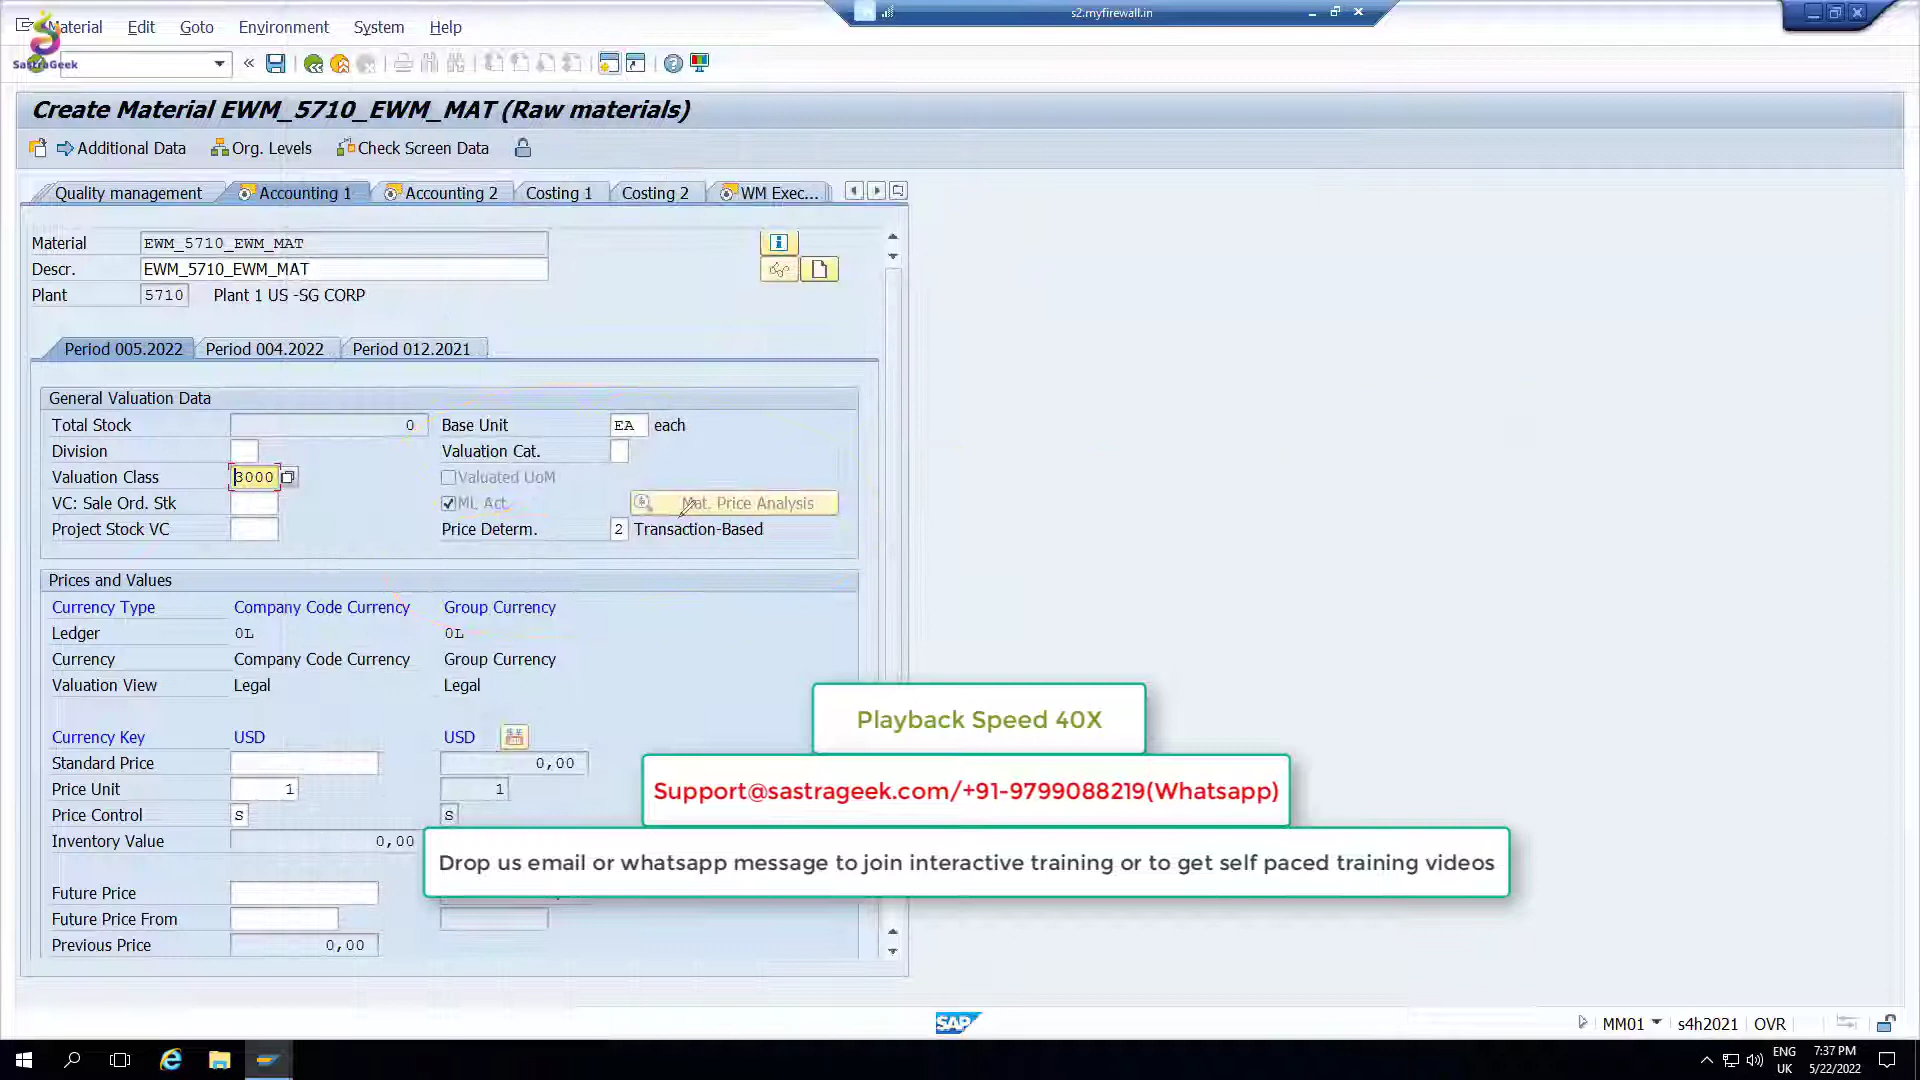 s2.myfirewall.in
Material Edit Goto Environment System Help
SastraGeek
Create Material EWM_5710_EWM_MAT (Raw materials)
Additional Data Org. Levels Check Screen Data
Quality management Accounting 1 Accounting 2 Costing 1 Costing 2 WM Exec...
Material EWM_5710_EWM_MAT
Descr. EWM_5710_EWM_MAT
Plant 5710 Plant 1 US -SG CORP
Period 005.2022 Period 004.2022 Period 012.2021
General Valuation Data
Total Stock 0 Base Unit EA each
Division Valuation Cat.
Valuation Class 3000 Valuated UoM
VC: Sale Ord. Stk ML Act. Mat. Price Analysis
Project Stock VC Price Determ. 2 Transaction-Based
Prices and Values
Currency Type Company Code Currency Group Currency
Ledger 0L 0L
Currency Company Code Currency Group Currency
Valuation View Legal Legal
Currency Key USD USD
Standard Price 0,00
Price Unit 1 1
Price Control S S
Inventory Value 0,00
Future Price
Future Price From
Previous Price 0,00
Playback Speed 40X
Support@sastrageek.com/+91-9799088219(Whatsapp)
Drop us email or whatsapp message to join interactive training or to get self paced training videos
SAP
MM01 s4h2021 OVR
ENG 7:37 PM
UK 5/22/2022